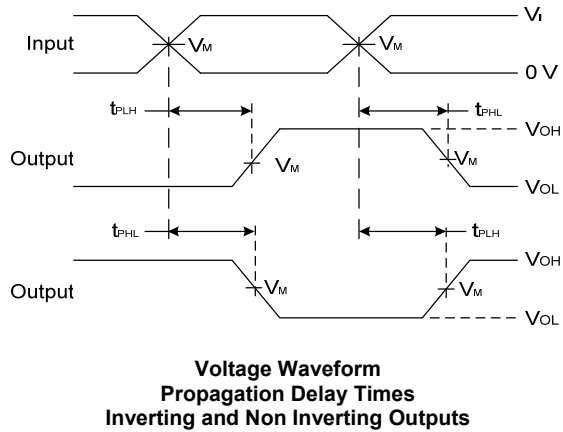 Input VM VM VI
0 V
tPLH tPHL
Output VM VM VOH
VOL
tPHL tPLH
Output VM VM VOH
VOL
Voltage Waveform
Propagation Delay Times
Inverting and Non Inverting Outputs